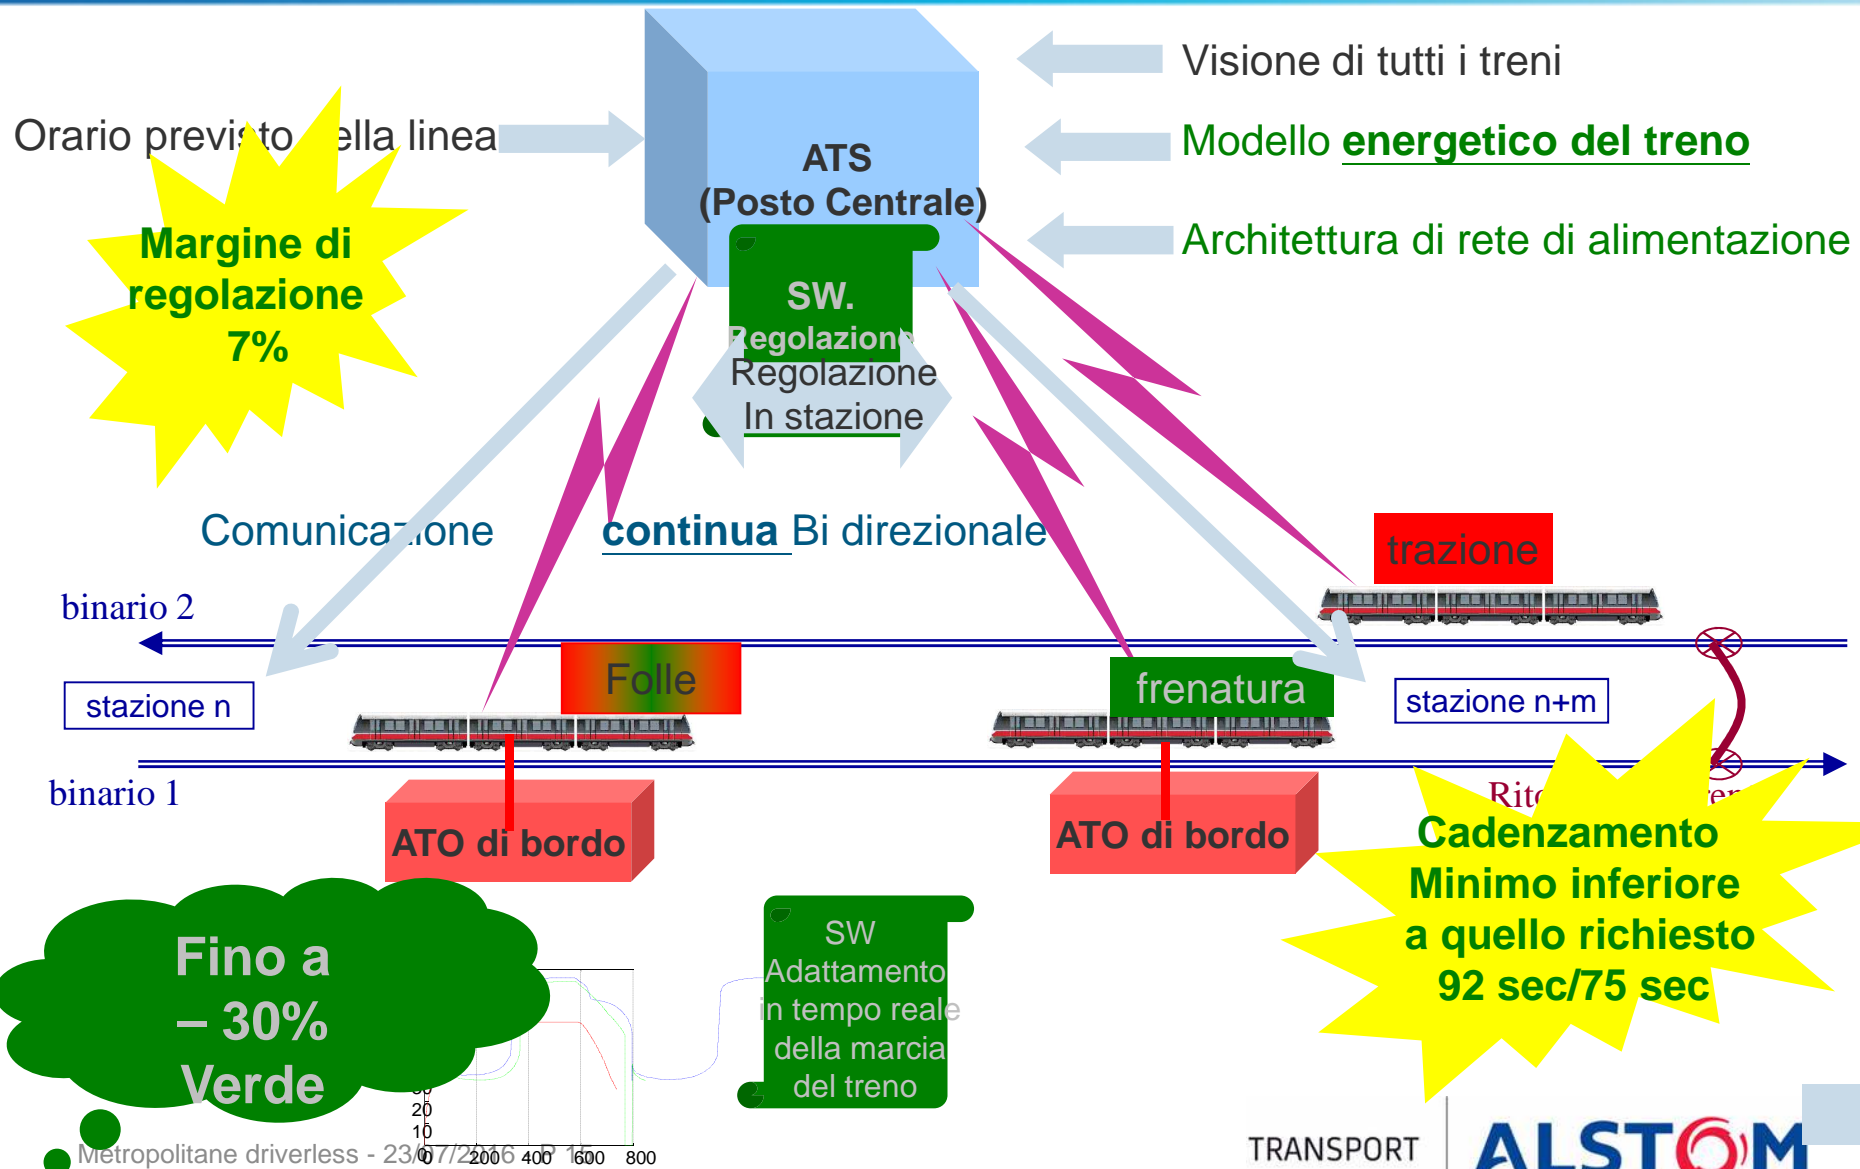 Visione di tutti i treni
Orario previsto della linea
Modello energetico del treno
ATS
(Posto Centrale)
Architettura di rete di alimentazione
Margine di
regolazione
7%
SW.
Regolazione
Regolazione
In stazione
Comunicazione continua Bi direzionale
trazione
binario 2
Folle
frenatura
stazione n
stazione n+m
binario 1
ATO di bordo
ATO di bordo
Cadenzamento
Minimo inferiore
a quello richiesto
92 sec/75 sec
Fino a
– 30%
Verde
SW
Adattamento
in tempo reale
della marcia
del treno
20
10
0 200 400 600 800
Metropolitane driverless - 23/07/2016
TRANSPORT
ALSTOM